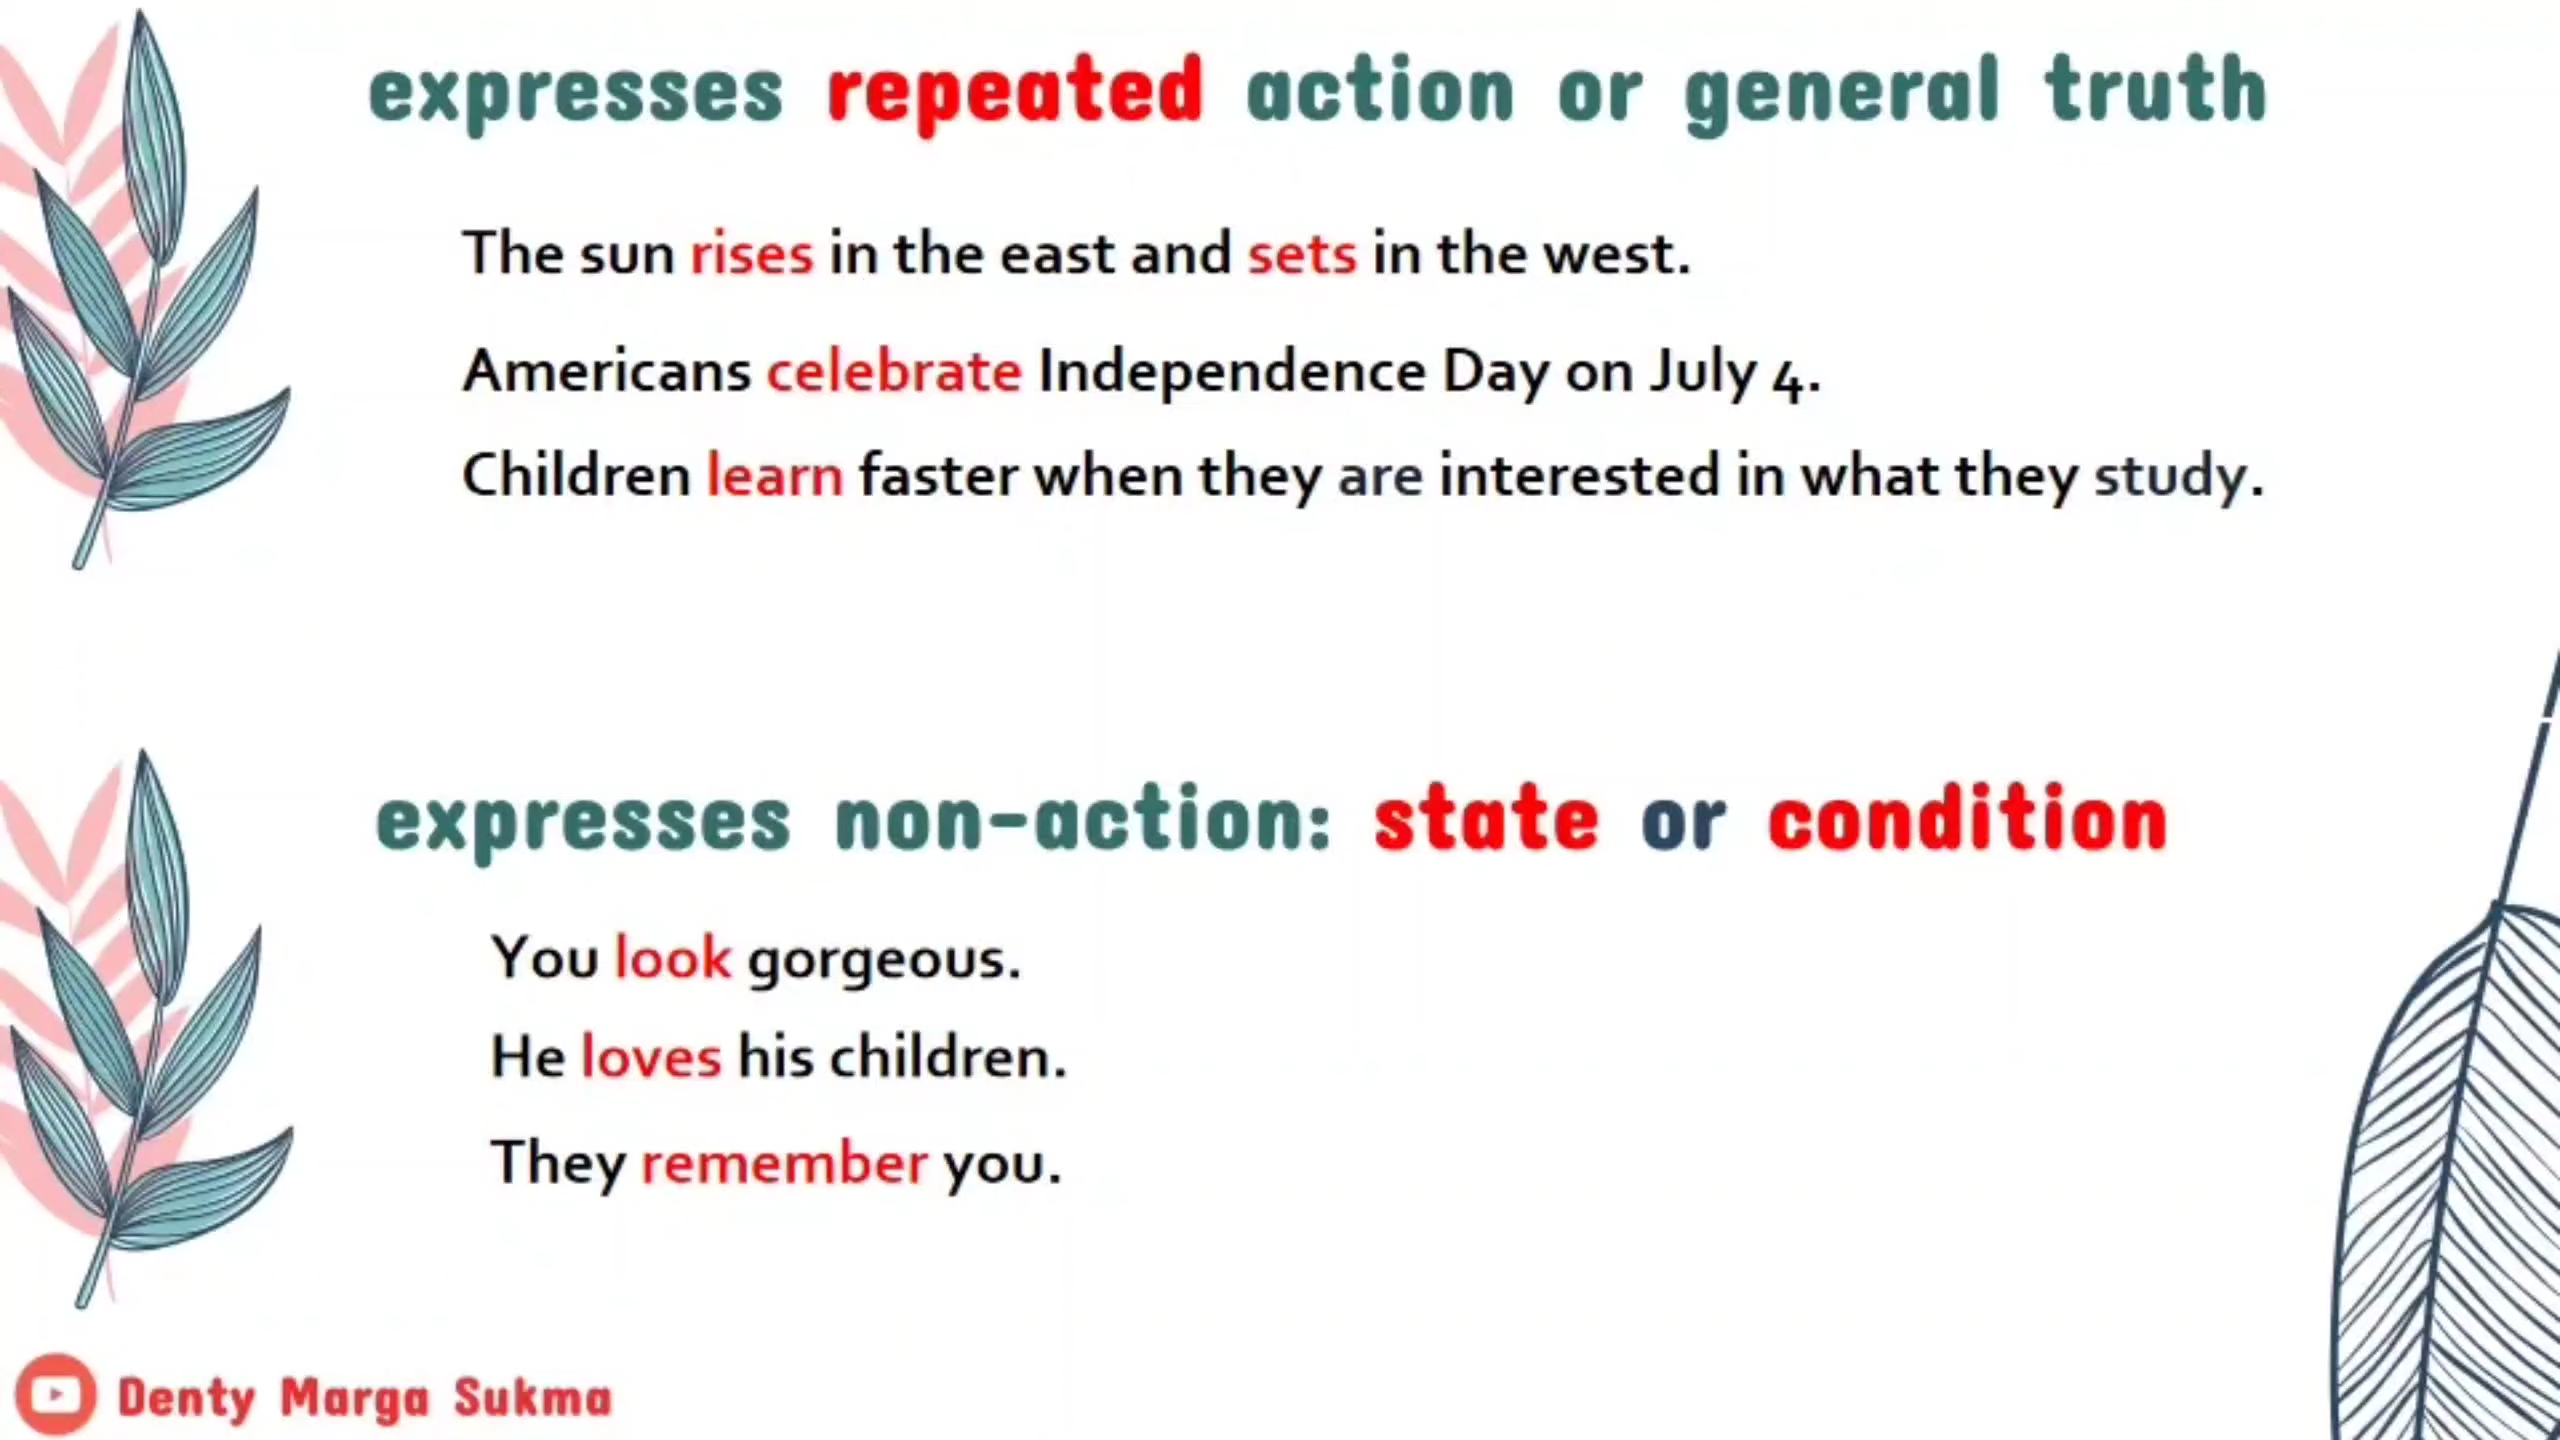 expresses repeated action or general truth
The sun rises in the east and sets in the west.
Americans celebrate Independence Day on July 4.
Children learn faster when they are interested in what they study.
expresses non-action: state or condition
You look gorgeous.
He loves his children.
They remember you.
Denty Marga Sukma